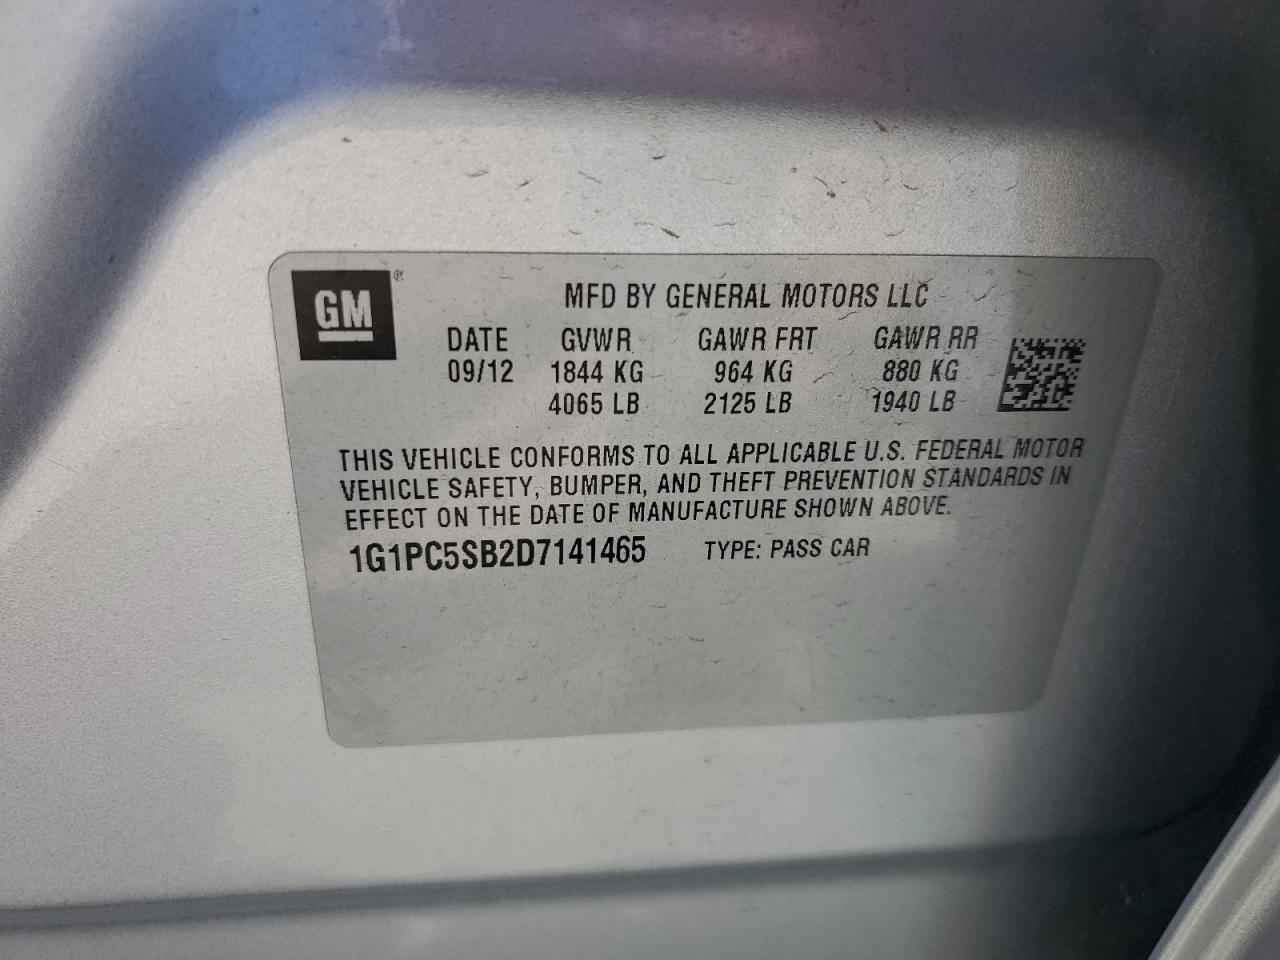 GM ®
MFD BY GENERAL MOTORS LLC
DATE GVWR GAWR FRT GAWR RR
09/12 1844 KG 964 KG 880 KG
4065 LB 2125 LB 1940 LB
THIS VEHICLE CONFORMS TO ALL APPLICABLE U.S. FEDERAL MOTOR
VEHICLE SAFETY, BUMPER, AND THEFT PREVENTION STANDARDS IN
EFFECT ON THE DATE OF MANUFACTURE SHOWN ABOVE.
1G1PC5SB2D7141465 TYPE: PASS CAR